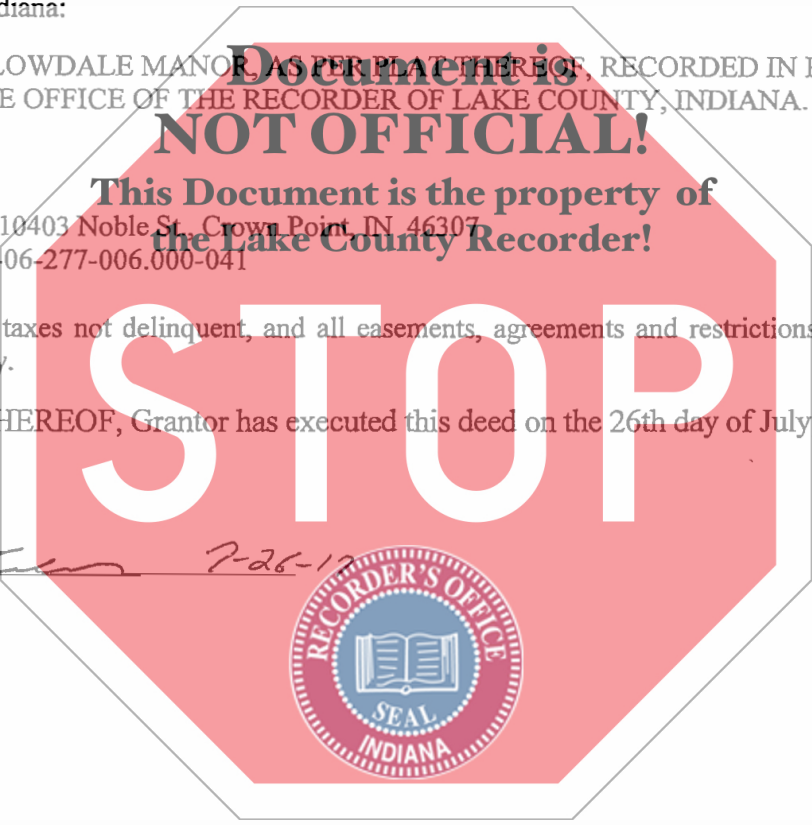 diana:
LOWDALE MANOR, AS PER PLAT THEREOF, RECORDED IN
E OFFICE OF THE RECORDER OF LAKE COUNTY, INDIANA.
Document is
NOT OFFICIAL!
This Document is the property of
the Lake County Recorder!
10403 Noble St., Crown Point, IN 46307
-06-277-006.000-041
taxes not delinquent, and all easements, agreements and restrictions
y.
HEREOF, Grantor has executed this deed on the 26th day of July
STOP
7-26-17
RECORDER'S OFFICE
SEAL
INDIANA